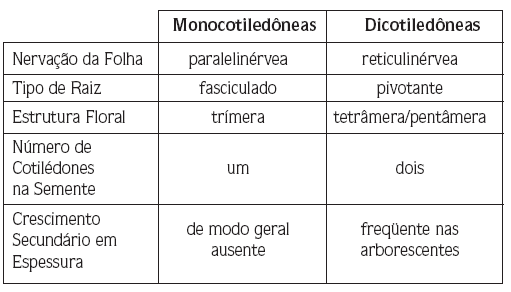 Monocotiledôneas Dicotiledôneas
Nervação da Folha paralelinérvea reticulinérvea
Tipo de Raiz fasciculado pivotante
Estrutura Floral trímera tetrâmera/pentâmera
Número de
Cotilédones
na Semente
um dois
Crescimento
Secundário em
Espessura
de modo geral
ausente
freqüente nas
arborescentes